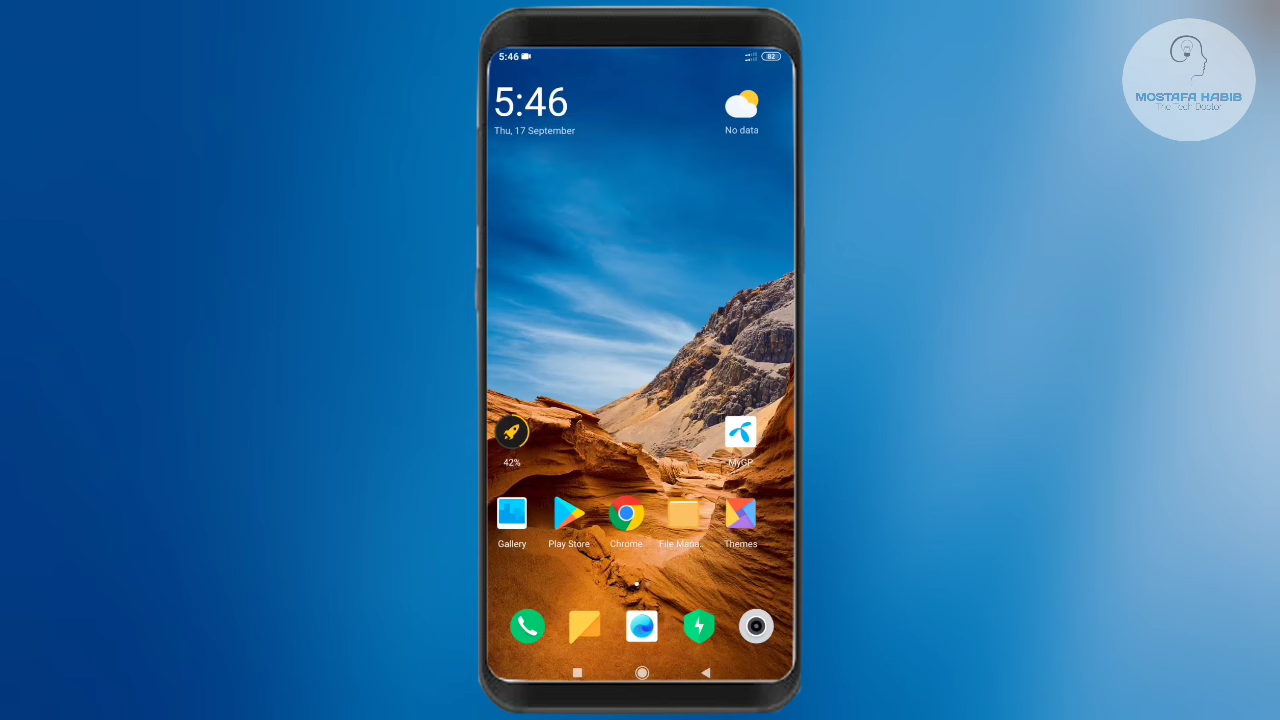 5:46
82
MOSTAFA HABIB
The Tech Doctor
5:46
Thu, 17 September
No data
42%
MyGP
Gallery
Play Store
Chrome
File Mana..
Themes